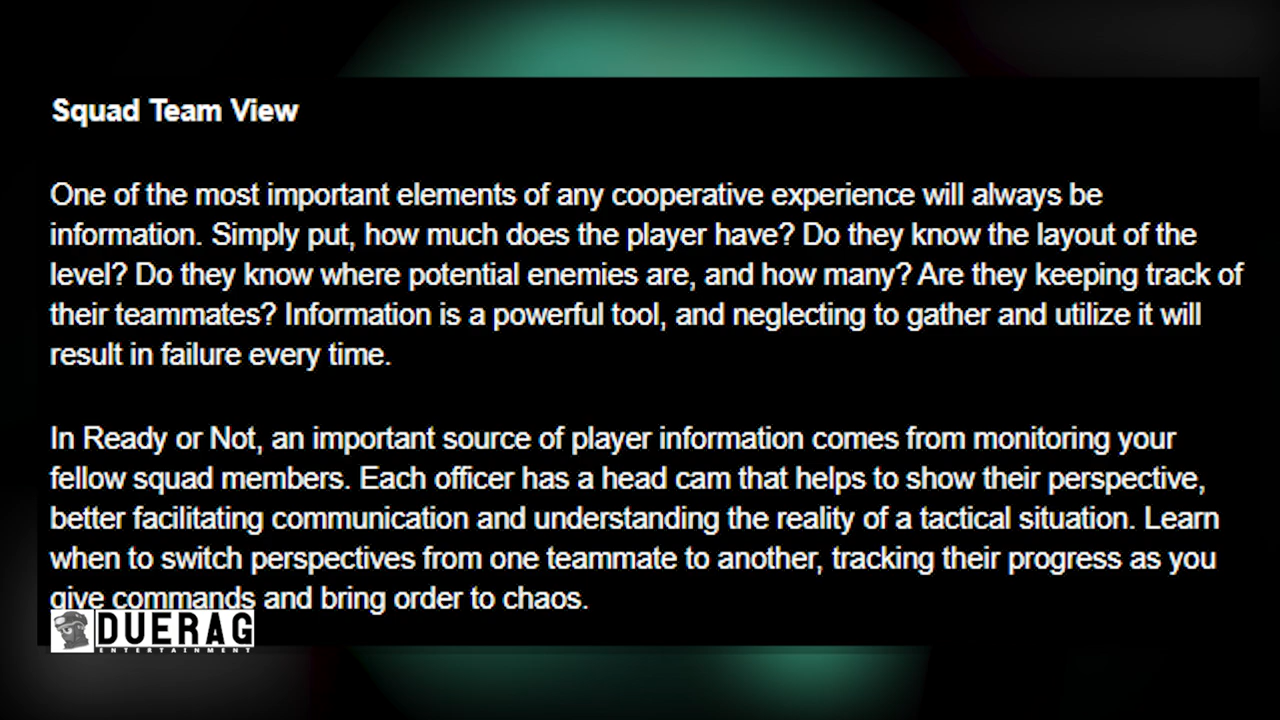 Squad Team View
One of the most important elements of any cooperative experience will always be
information. Simply put, how much does the player have? Do they know the layout of the
level? Do they know where potential enemies are, and how many? Are they keeping track of
their teammates? Information is a powerful tool, and neglecting to gather and utilize it will
result in failure every time.
In Ready or Not, an important source of player information comes from monitoring your
fellow squad members. Each officer has a head cam that helps to show their perspective,
better facilitating communication and understanding the reality of a tactical situation. Learn
when to switch perspectives from one teammate to another, tracking their progress as you
give commands and bring order to chaos.
DUERAG
ENTERTAINMENT